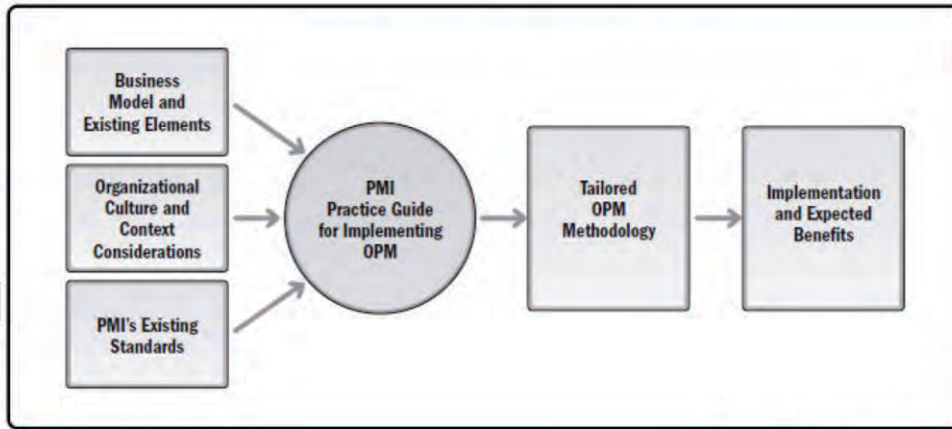 Business
Model and
Existing Elements
Organizational
Culture and
Context
Considerations
PMI's Existing
Standards
PMI
Practice Guide
for Implementing
OPM
Tailored
OPM
Methodology
Implementation
and Expected
Benefits